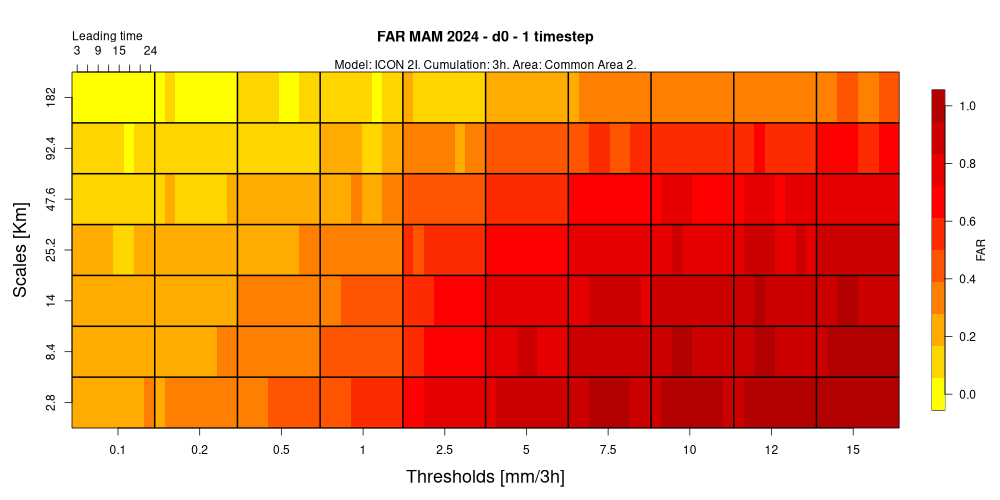 FAR MAM 2024 - d0 - 1 timestep
Model: ICON 2I. Cumulation: 3h. Area: Common Area 2.
Leading time
3 9 15 24
182
92.4
47.6
25.2
14
8.4
2.8
Scales [Km]
0.1 0.2 0.5 1 2.5 5 7.5 10 12 15
Thresholds [mm/3h]
1.0
0.8
0.6
0.4
0.2
0.0
FAR